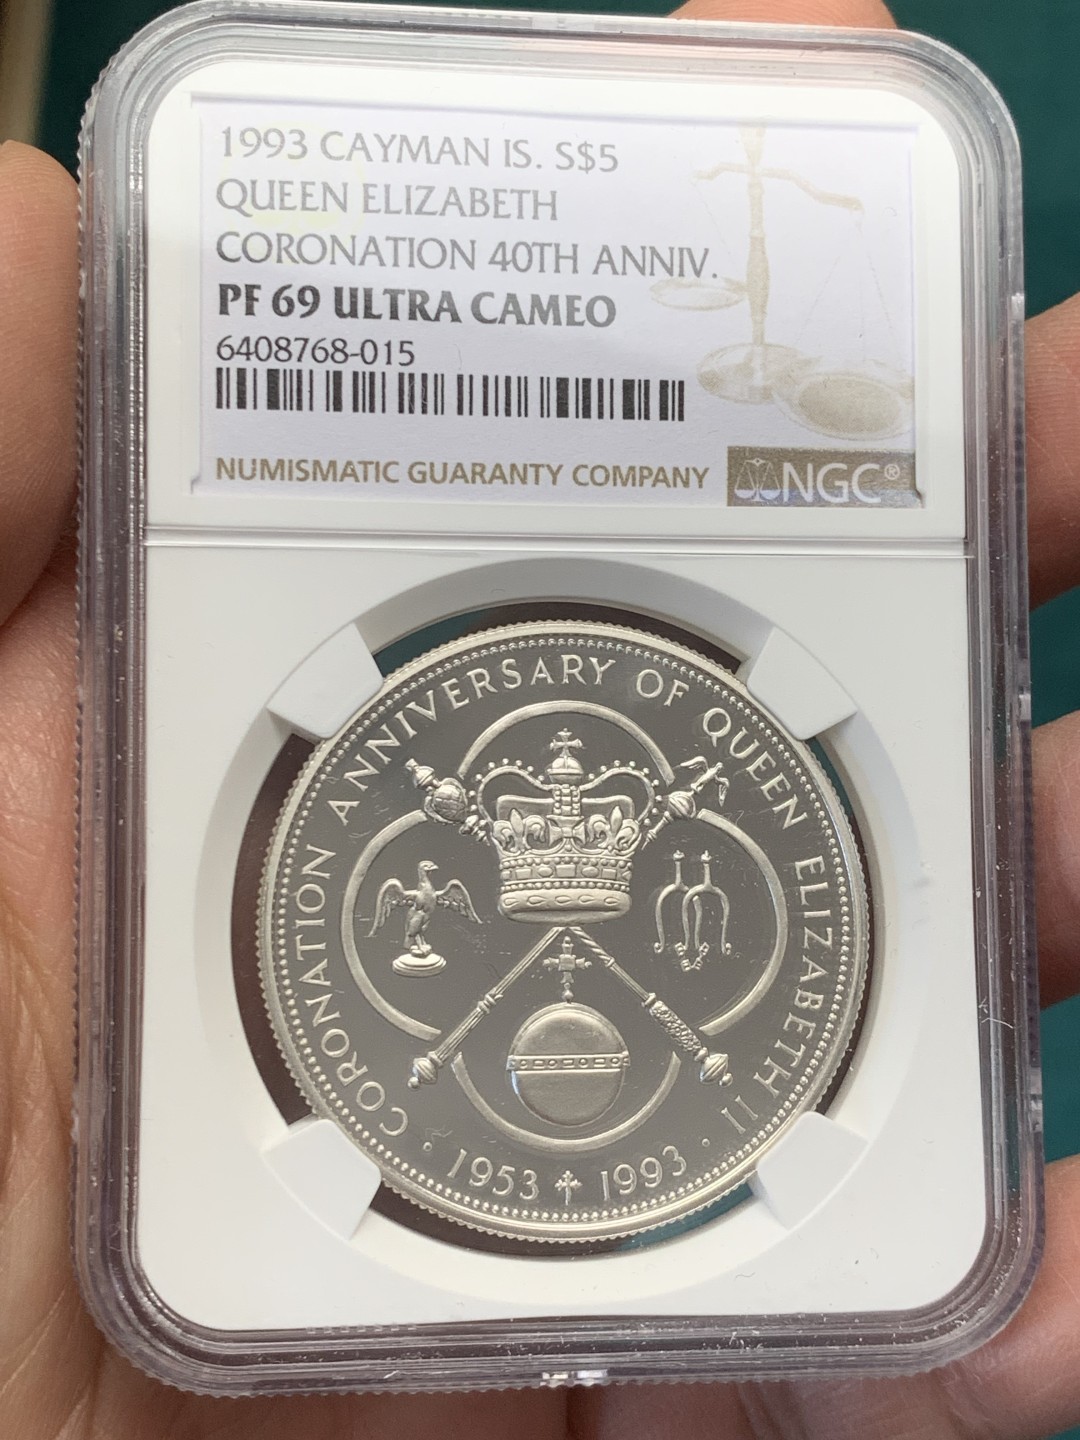 1993 CAYMAN IS. S$5
QUEEN ELIZABETH
CORONATION 40TH ANNIV.
PF 69 ULTRA CAMEO
6408768-015
NUMISMATIC GUARANTY COMPANY
NGC®
CORONATION ANNIVERSARY OF QUEEN ELIZABETH II
· 1953 ✝ 1993 ·